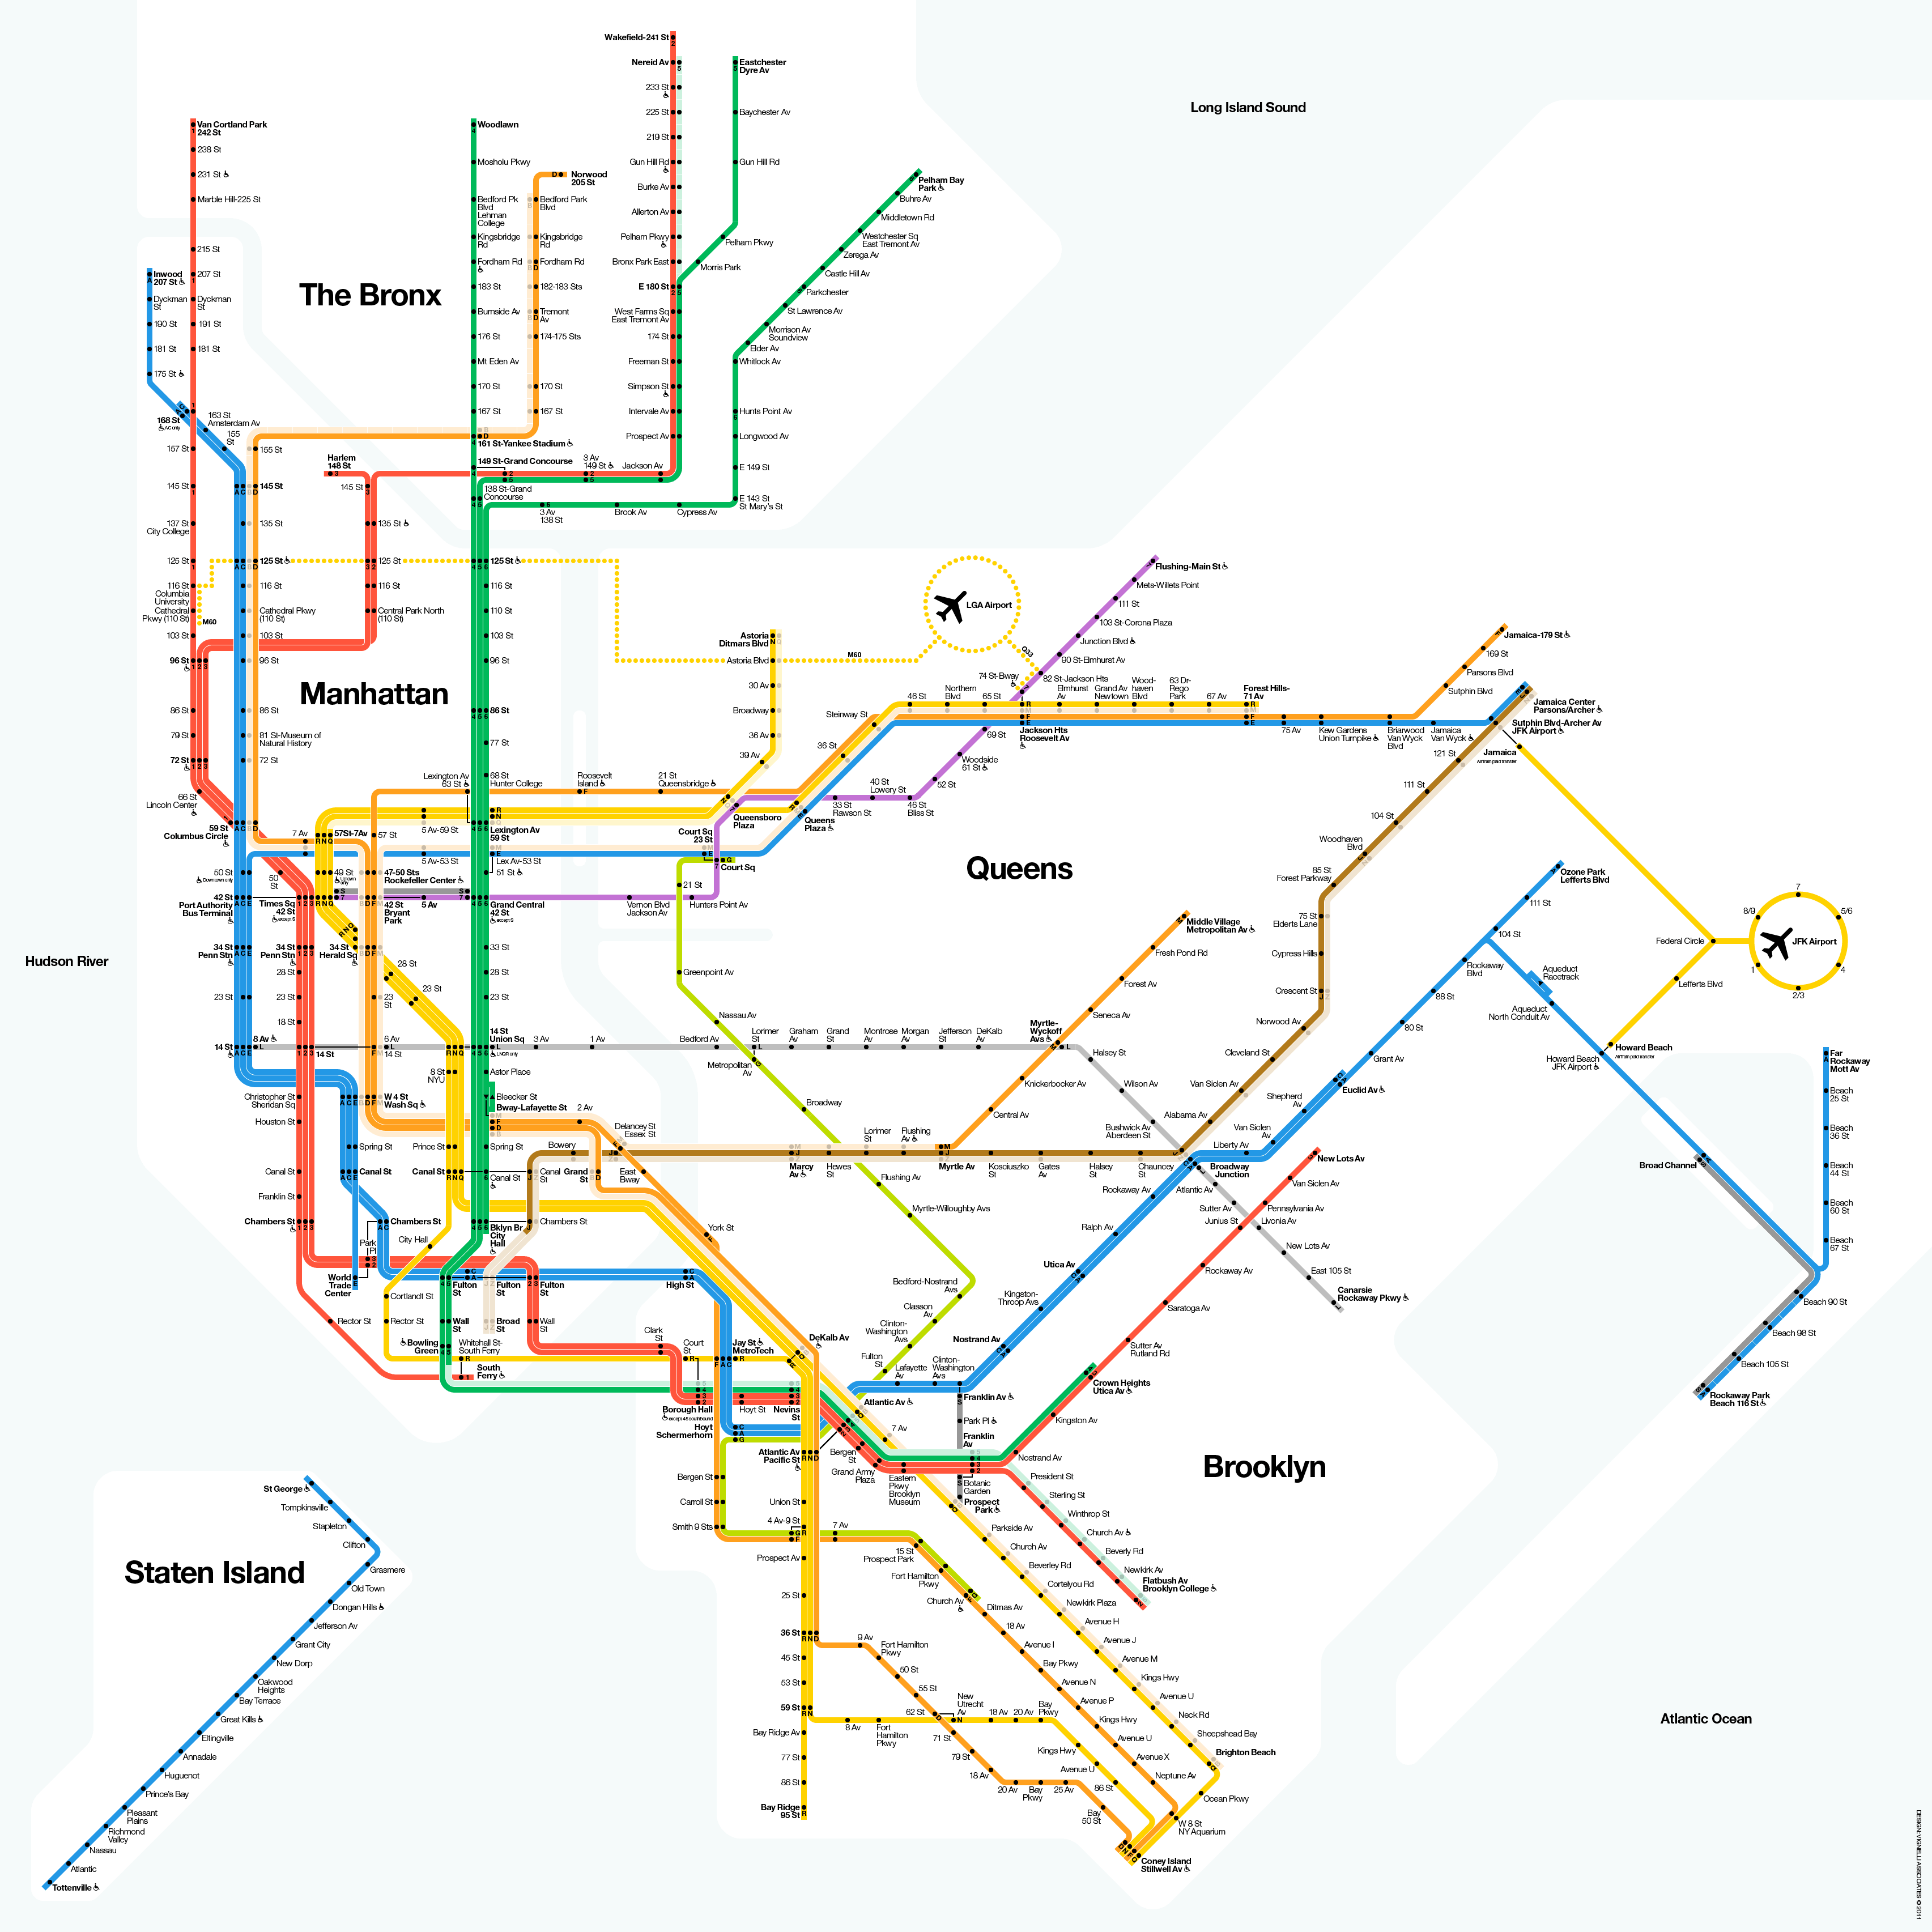 Long Island Sound
The Bronx
Manhattan
Queens
Brooklyn
Staten Island
Hudson River
Atlantic Ocean
Wakefield-241 St
Nereid Av
233 St
225 St
219 St
Gun Hill Rd
Burke Av
Allerton Av
Pelham Pkwy
Bronx Park East
E 180 St
West Farms Sq
East Tremont Av
174 St
Freeman St
Simpson St
Intervale Av
Prospect Av
Jackson Av
3 Av
149 St
149 St-Grand Concourse
Eastchester
Dyre Av
Baychester Av
Gun Hill Rd
Pelham Pkwy
Morris Park
Pelham Bay
Park
Buhre Av
Middletown Rd
Westchester Sq
East Tremont Av
Zerega Av
Castle Hill Av
Parkchester
St Lawrence Av
Morrison Av
Soundview
Elder Av
Whitlock Av
Hunts Point Av
Longwood Av
E 149 St
E 143 St
St Mary's St
Cypress Av
Brook Av
3 Av
138 St
138 St-Grand
Concourse
Woodlawn
Mosholu Pkwy
Bedford Pk
Blvd
Lehman
College
Kingsbridge
Rd
Fordham Rd
183 St
Burnside Av
176 St
Mt Eden Av
170 St
167 St
161 St-Yankee Stadium
Norwood
205 St
Bedford Park
Blvd
Kingsbridge
Rd
Fordham Rd
182-183 Sts
Tremont
Av
174-175 Sts
170 St
167 St
Van Cortland Park
242 St
238 St
231 St
Marble Hill-225 St
215 St
207 St
Dyckman
St
191 St
181 St
Inwood
207 St
Dyckman
St
190 St
181 St
175 St
168 St
AC only
163 St
Amsterdam Av
155
St
155 St
157 St
145 St
145 St
137 St
City College
135 St
125 St
125 St
116 St
Columbia
University
116 St
Cathedral
Pkwy (110 St)
M60
Cathedral Pkwy
(110 St)
103 St
103 St
96 St
96 St
86 St
86 St
79 St
81 St-Museum of
Natural History
72 St
72 St
66 St
Lincoln Center
59 St
Columbus Circle
Harlem
148 St
145 St
135 St
125 St
116 St
Central Park North
(110 St)
125 St
116 St
110 St
103 St
96 St
86 St
77 St
68 St
Hunter College
Lexington Av
63 St
Roosevelt
Island
21 St
Queensbridge
Lexington Av
59 St
5 Av-59 St
57St-7Av
57 St
7 Av
5 Av-53 St
Lex Av-53 St
51 St
50 St
Downtown only
50
St
49 St
Uptown
only
47-50 Sts
Rockefeller Center
42 St
Port Authority
Bus Terminal
Times Sq
42 St
except S
42 St
Bryant
Park
5 Av
Grand Central
42 St
except S
34 St
Penn Stn
34 St
Penn Stn
34 St
Herald Sq
33 St
28 St
28 St
28 St
23 St
23 St
23
St
23 St
23 St
18 St
14 St
8 Av
14 St
6 Av
14 St
14 St
Union Sq
LNQR only
3 Av
1 Av
8 St
NYU
Astor Place
Christopher St
Sheridan Sq
W 4 St
Wash Sq
Bleecker St
Bway-Lafayette St
2 Av
Houston St
Spring St
Prince St
Spring St
Bowery
Delancey St
Essex St
Canal St
Canal St
Canal St
Canal St
Canal
St
Grand
St
East
Bway
Franklin St
Chambers St
Chambers St
Bklyn Br
City
Hall
Chambers St
City Hall
Park
Pl
World
Trade
Center
Cortlandt St
Fulton
St
Fulton
St
Fulton
St
Rector St
Rector St
Wall
St
Broad
St
Wall
St
Bowling
Green
Whitehall St-
South Ferry
South
Ferry
Astoria
Ditmars Blvd
Astoria Blvd
30 Av
Broadway
36 Av
39 Av
M60
LGA Airport
Q33
Flushing-Main St
Mets-Willets Point
111 St
103 St-Corona Plaza
Junction Blvd
90 St-Elmhurst Av
82 St-Jackson Hts
74 St-Bway
69 St
Woodside
61 St
52 St
46 St
Bliss St
40 St
Lowery St
33 St
Rawson St
Queensboro
Plaza
Queens
Plaza
36 St
Steinway St
46 St
Northern
Blvd
65 St
Jackson Hts
Roosevelt Av
Elmhurst
Av
Grand Av
Newtown
Wood-
haven
Blvd
63 Dr-
Rego
Park
67 Av
Forest Hills-
71 Av
75 Av
Kew Gardens
Union Turnpike
Briarwood
Van Wyck
Blvd
Jamaica
Van Wyck
Sutphin Blvd
Parsons Blvd
169 St
Jamaica-179 St
Jamaica Center
Parsons/Archer
Sutphin Blvd-Archer Av
JFK Airport
Jamaica
AirTrain paid transfer
121 St
111 St
104 St
Woodhaven
Blvd
85 St
Forest Parkway
75 St
Elderts Lane
Cypress Hills
Crescent St
Norwood Av
Cleveland St
Van Siclen Av
Alabama Av
Court Sq
23 St
Court Sq
21 St
Vernon Blvd
Jackson Av
Hunters Point Av
Greenpoint Av
Nassau Av
Metropolitan
Av
Broadway
Flushing Av
Myrtle-Willoughby Avs
Bedford-Nostrand
Avs
Classon
Av
Clinton-
Washington
Avs
Fulton
St
Bedford Av
Lorimer
St
Graham
Av
Grand
St
Montrose
Av
Morgan
Av
Jefferson
St
DeKalb
Av
Myrtle-
Wyckoff
Avs
Halsey St
Wilson Av
Bushwick Av
Aberdeen St
Broadway
Junction
Atlantic Av
Sutter Av
Livonia Av
New Lots Av
East 105 St
Canarsie
Rockaway Pkwy
Middle Village
Metropolitan Av
Fresh Pond Rd
Forest Av
Seneca Av
Knickerbocker Av
Central Av
Marcy
Av
Hewes
St
Lorimer
St
Flushing
Av
Myrtle Av
Kosciuszko
St
Gates
Av
Halsey
St
Chauncey
St
Ozone Park
Lefferts Blvd
111 St
104 St
Rockaway
Blvd
88 St
80 St
Grant Av
Euclid Av
Shepherd
Av
Van Siclen
Av
Liberty Av
Rockaway Av
Ralph Av
Utica Av
Kingston-
Throop Avs
Nostrand Av
Franklin Av
Clinton-
Washington
Avs
Lafayette
Av
Aqueduct
Racetrack
Aqueduct
North Conduit Av
Howard Beach
JFK Airport
Howard Beach
AirTrain paid transfer
Lefferts Blvd
Federal Circle
JFK Airport
7
8/9
5/6
1
4
2/3
Broad Channel
Far
Rockaway
Mott Av
Beach
25 St
Beach
36 St
Beach
44 St
Beach
60 St
Beach
67 St
Beach 90 St
Beach 98 St
Beach 105 St
Rockaway Park
Beach 116 St
New Lots Av
Van Siclen Av
Pennsylvania Av
Junius St
Rockaway Av
Saratoga Av
Sutter Av
Rutland Rd
Crown Heights
Utica Av
Kingston Av
Nostrand Av
President St
Sterling St
Winthrop St
Church Av
Beverly Rd
Newkirk Av
Flatbush Av
Brooklyn College
York St
High St
Clark
St
Court
St
Jay St
MetroTech
DeKalb Av
Borough Hall
except 45 southbound
Hoyt St
Nevins
St
Hoyt
Schermerhorn
Atlantic Av
Atlantic Av
Pacific St
Bergen
St
Grand Army
Plaza
Eastern
Pkwy
Brooklyn
Museum
7 Av
Park Pl
Franklin
Av
Botanic
Garden
Prospect
Park
Parkside Av
Church Av
Beverley Rd
Cortelyou Rd
Newkirk Plaza
Avenue H
Avenue J
Avenue M
Kings Hwy
Avenue U
Neck Rd
Sheepshead Bay
Brighton Beach
Ocean Pkwy
W 8 St
NY Aquarium
Coney Island
Stillwell Av
Bergen St
Carroll St
Smith 9 Sts
4 Av-9 St
7 Av
15 St
Prospect Park
Fort Hamilton
Pkwy
Church Av
Ditmas Av
18 Av
Avenue I
Bay Pkwy
Avenue N
Avenue P
Kings Hwy
Avenue U
Avenue X
Neptune Av
Union St
Prospect Av
25 St
36 St
45 St
53 St
59 St
Bay Ridge Av
77 St
86 St
Bay Ridge
95 St
9 Av
Fort Hamilton
Pkwy
50 St
55 St
62 St
New
Utrecht
Av
71 St
79 St
18 Av
20 Av
Bay
Pkwy
25 Av
Bay
50 St
8 Av
Fort
Hamilton
Pkwy
18 Av
20 Av
Bay
Pkwy
Kings Hwy
Avenue U
86 St
St George
Tompkinsville
Stapleton
Clifton
Grasmere
Old Town
Dongan Hills
Jefferson Av
Grant City
New Dorp
Oakwood
Heights
Bay Terrace
Great Kills
Eltingville
Annadale
Huguenot
Prince's Bay
Pleasant
Plains
Richmond
Valley
Nassau
Atlantic
Tottenville
DESIGN: VIGNELLI ASSOCIATES © 2011